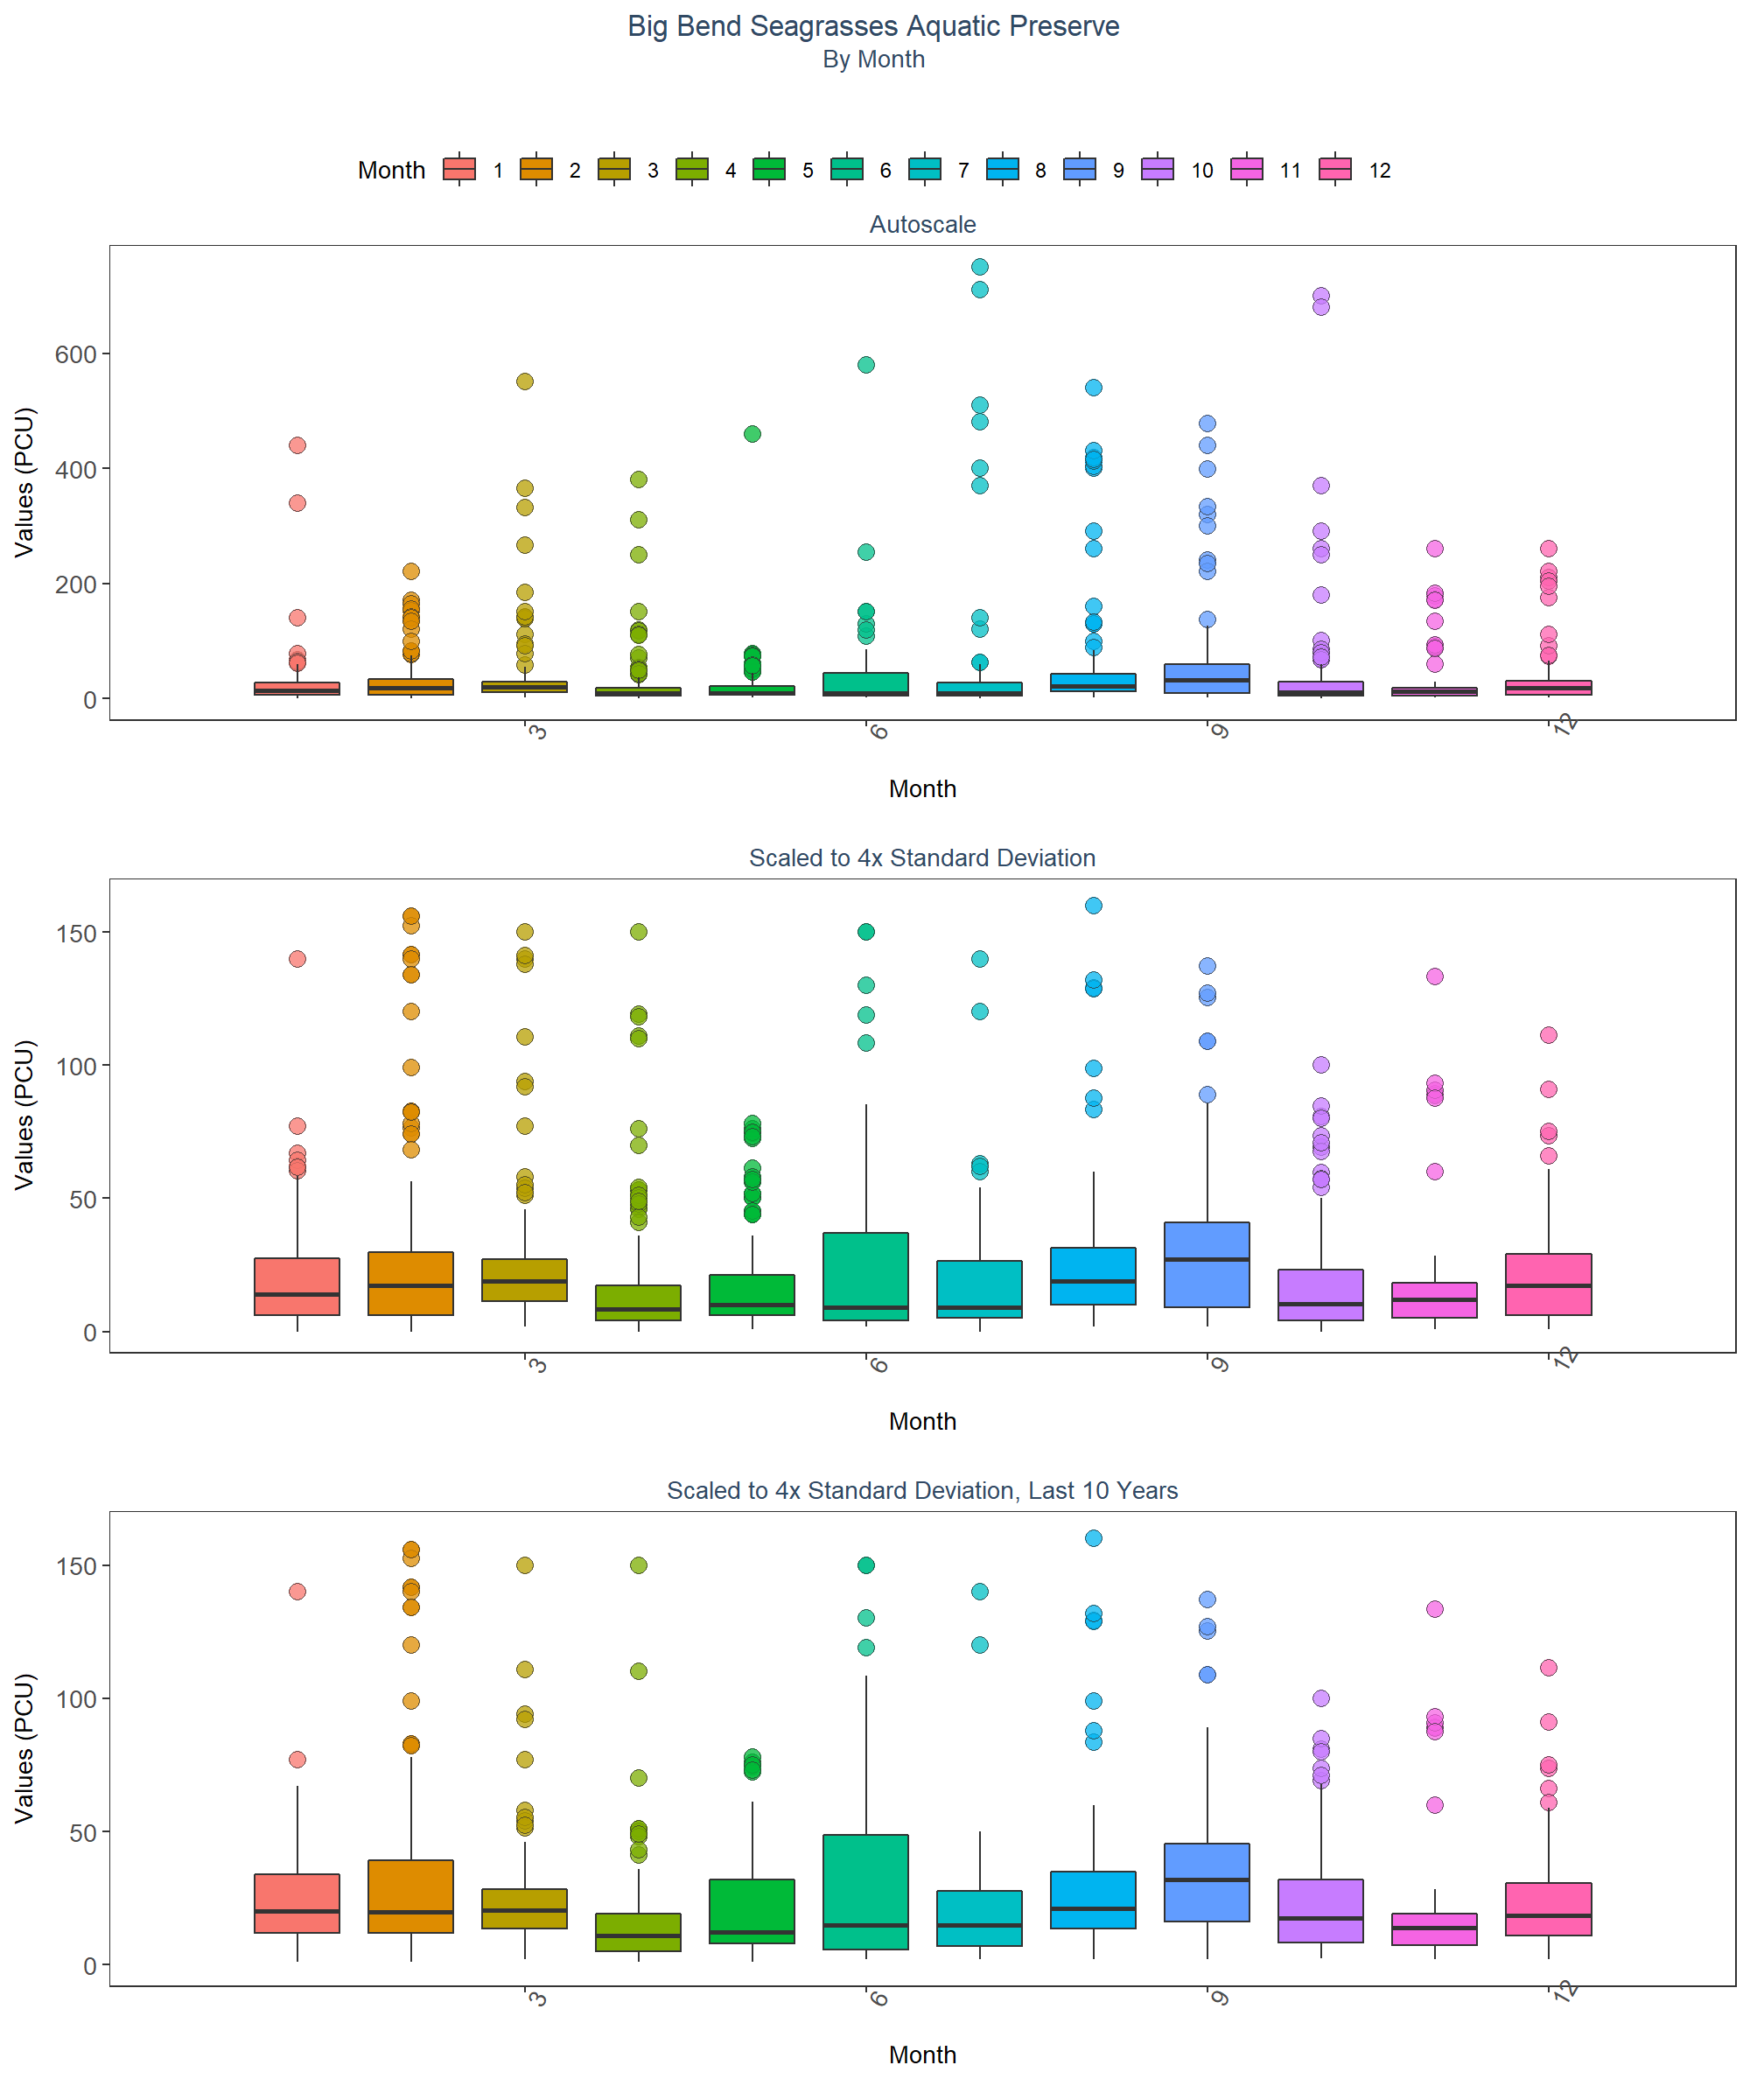 Big Bend Seagrasses Aquatic Preserve
By Month
Month 1 2 3 4 5 6 7 8 9 10 11 12
Autoscale
Values (PCU)
600
400
200
0
3 6 9 12
Month
Scaled to 4x Standard Deviation
Values (PCU)
150
100
50
0
3 6 9 12
Month
Scaled to 4x Standard Deviation, Last 10 Years
Values (PCU)
150
100
50
0
3 6 9 12
Month